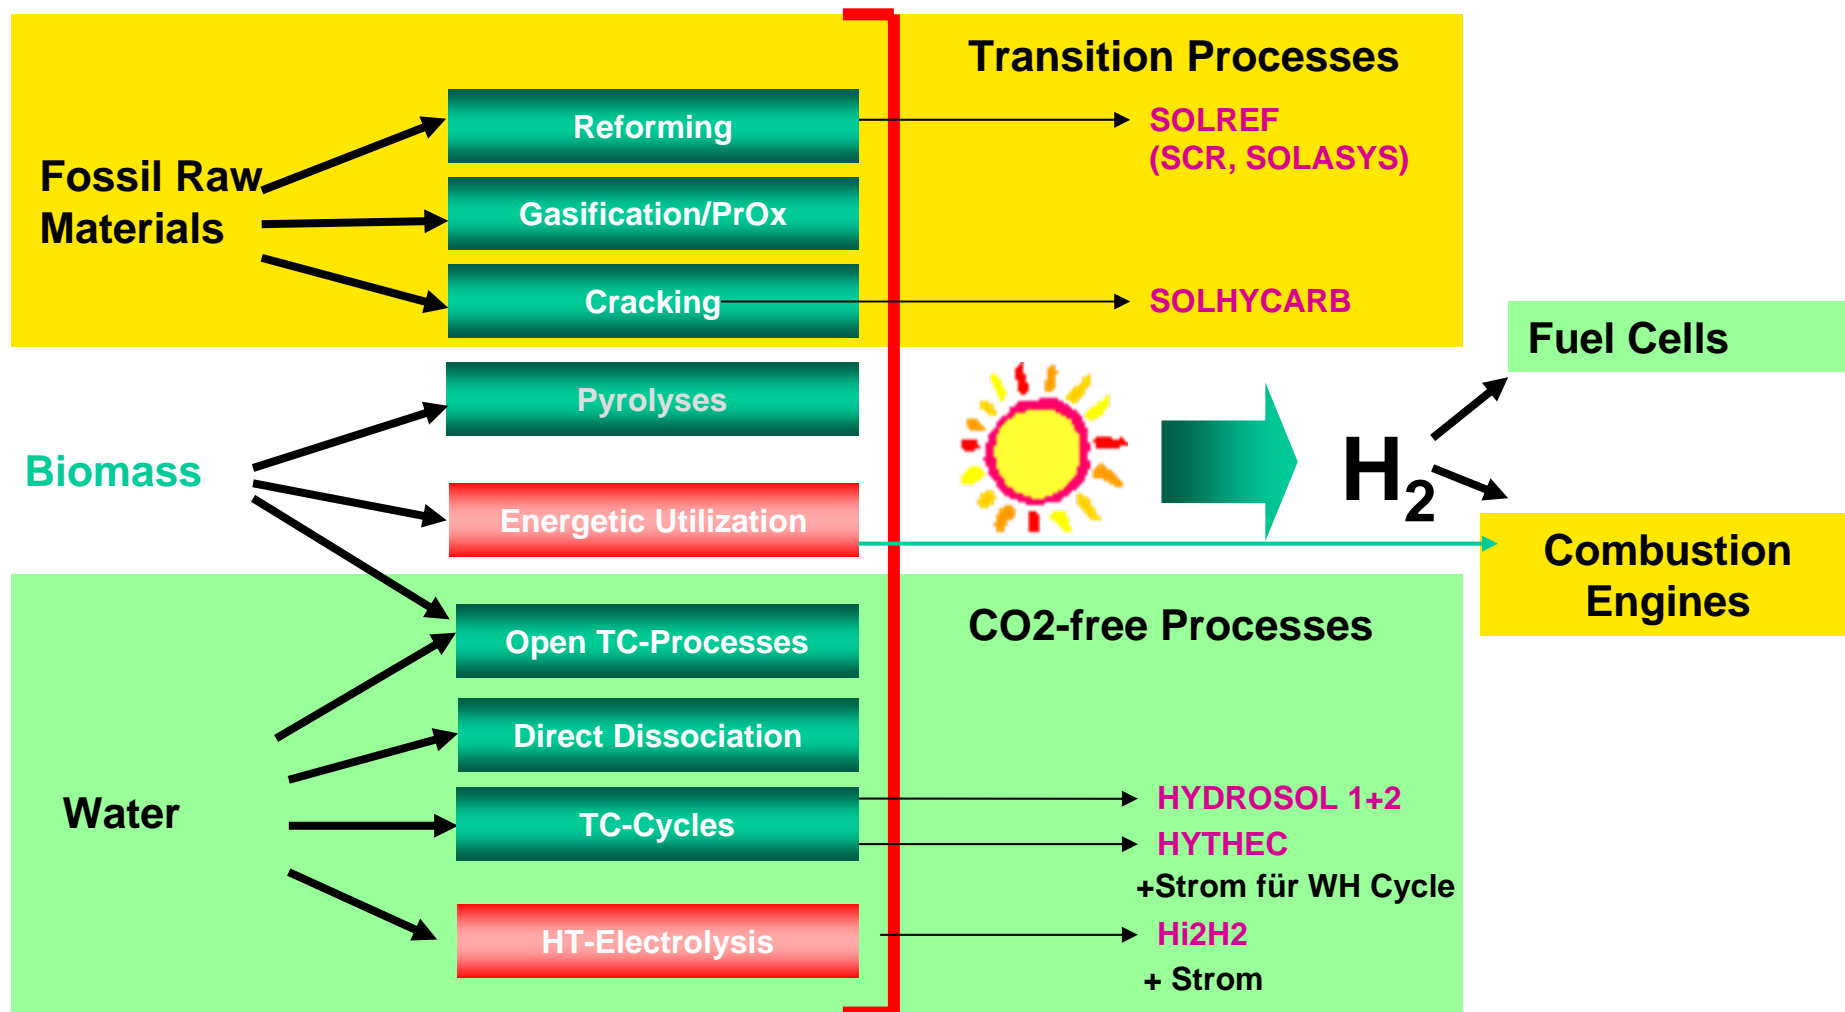 Transition Processes
Reforming
SOLREF
(SCR, SOLASYS)
Fossil Raw
Materials
Gasification/PrOx
Cracking
SOLHYCARB
Fuel Cells
Pyrolyses
Biomass
H2
Energetic Utilization
Combustion
Engines
CO2-free Processes
Open TC-Processes
Direct Dissociation
Water
TC-Cycles
HYDROSOL 1+2
HYTHEC
+Strom für WH Cycle
HT-Electrolysis
Hi2H2
+ Strom